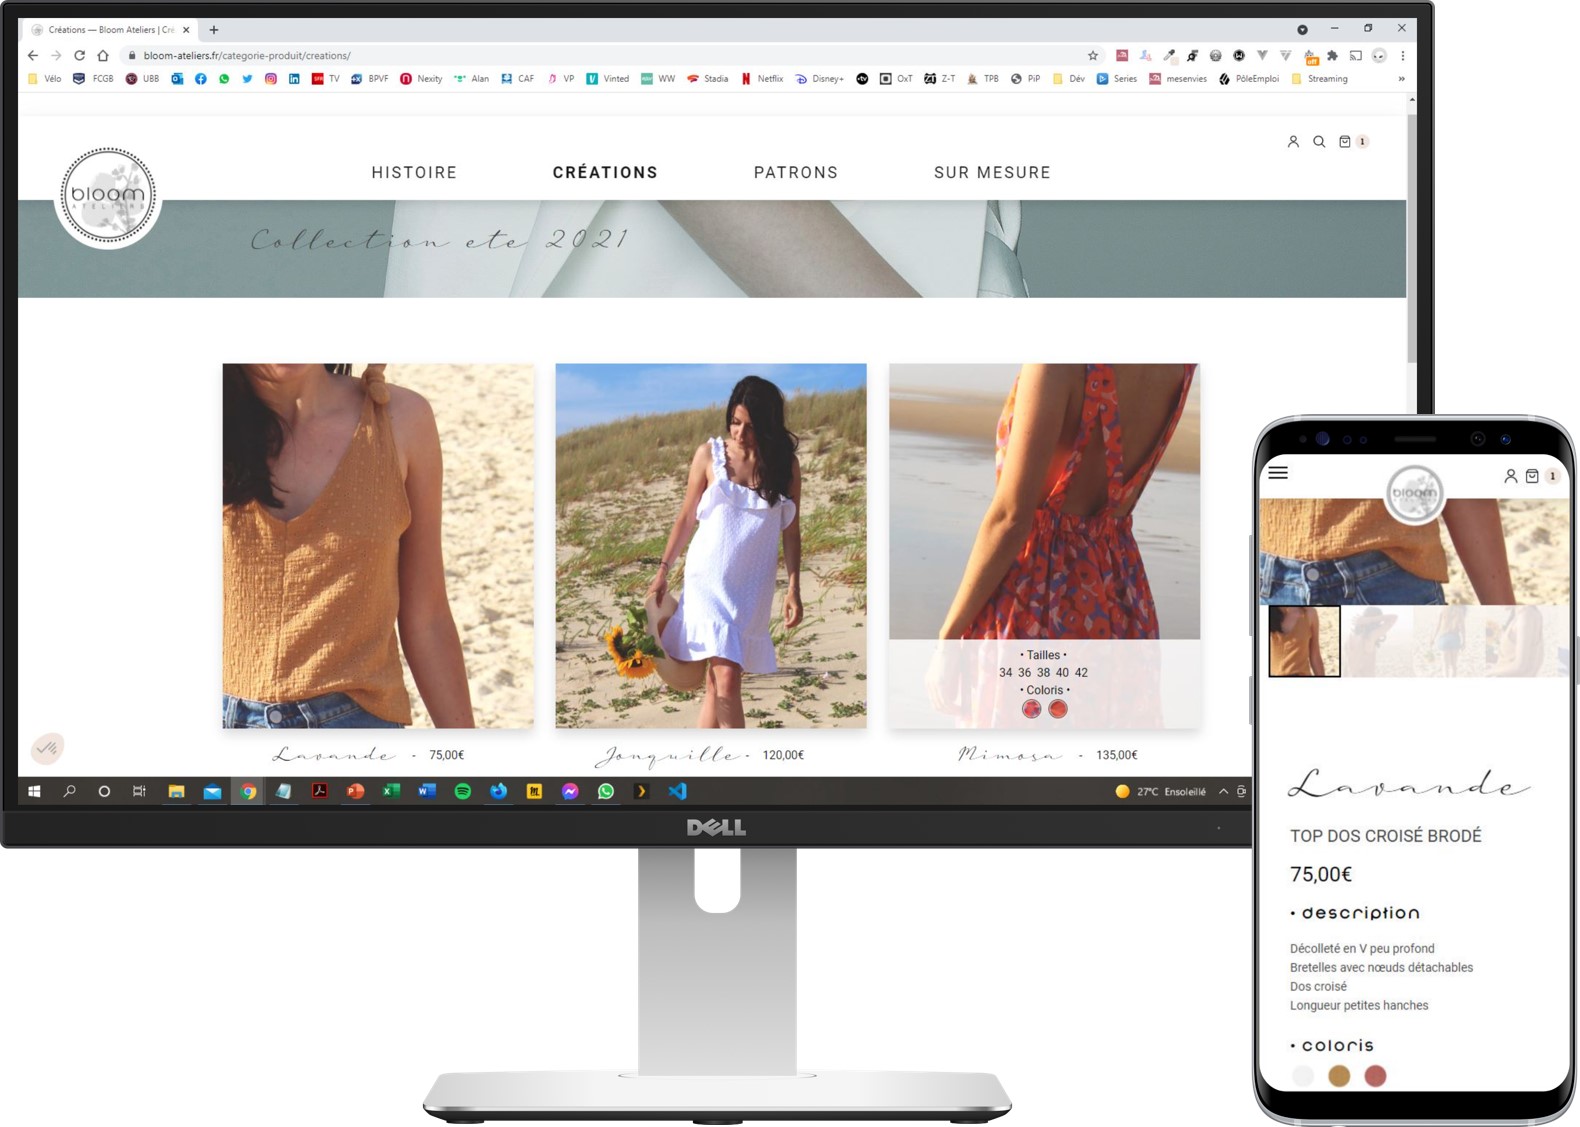 Créations — Bloom Ateliers | Cré
bloom-ateliers.fr/categorie-produit/creations/
Vélo FCGB UBB BPVF Nexity Alan CAF VP Vinted WW Stadia Netflix Disney+ OxT Z-T TPB PiP Dév Series mesenvies PôleEmploi Streaming »
SFR TV
off
1
HISTOIRE CRÉATIONS PATRONS SUR MESURE
bloom
ATELIERS
Collection ete 2021
• Tailles •
34 36 38 40 42
• Coloris •
Lavande - 75,00€
Jonquille - 120,00€
Mimosa - 135,00€
27°C Ensoleillé
DELL
bloom
1
Lavande
TOP DOS CROISÉ BRODÉ
75,00€
• description
Décolleté en V peu profond
Bretelles avec nœuds détachables
Dos croisé
Longueur petites hanches
• coloris